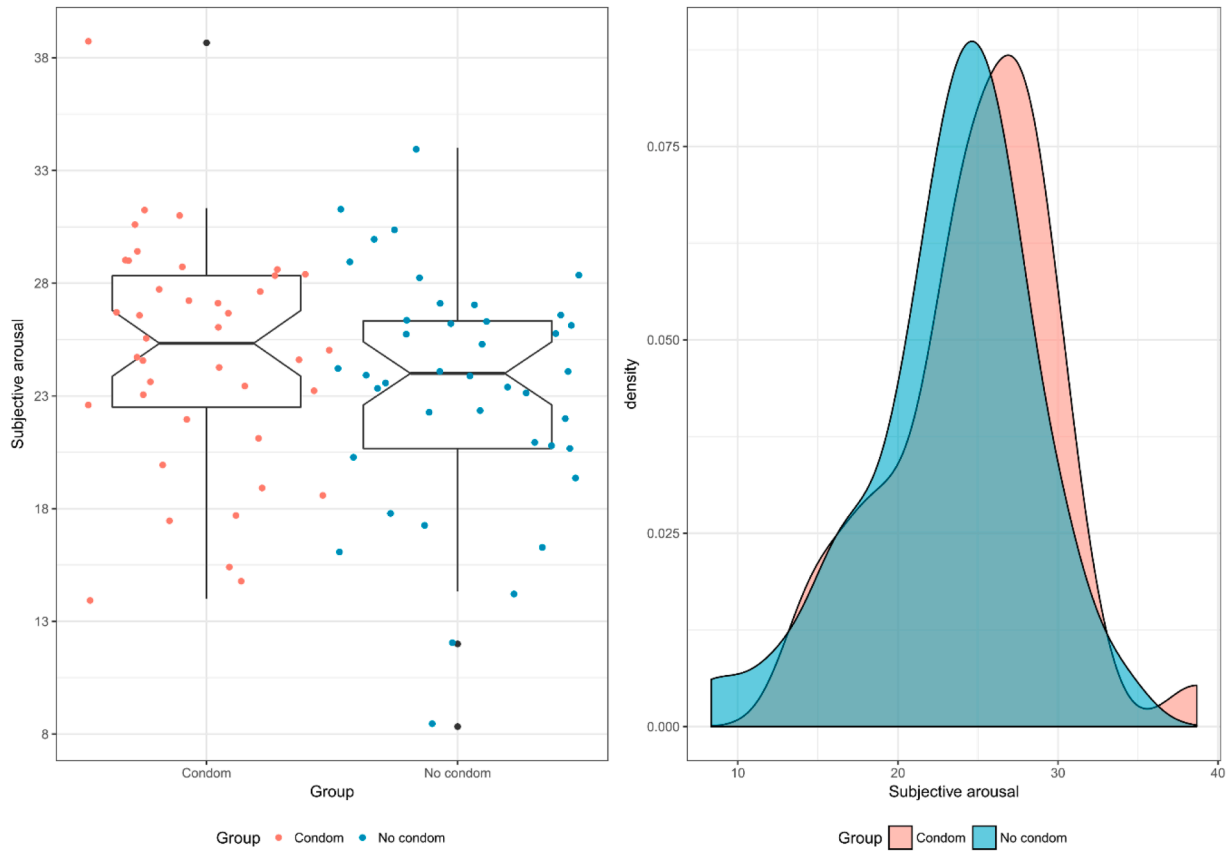 38
33
28
23
18
13
8
Subjective arousal
Condom No condom
Group
Group Condom No condom
0.075
0.050
0.025
0.000
density
10 20 30 40
Subjective arousal
Group Condom No condom